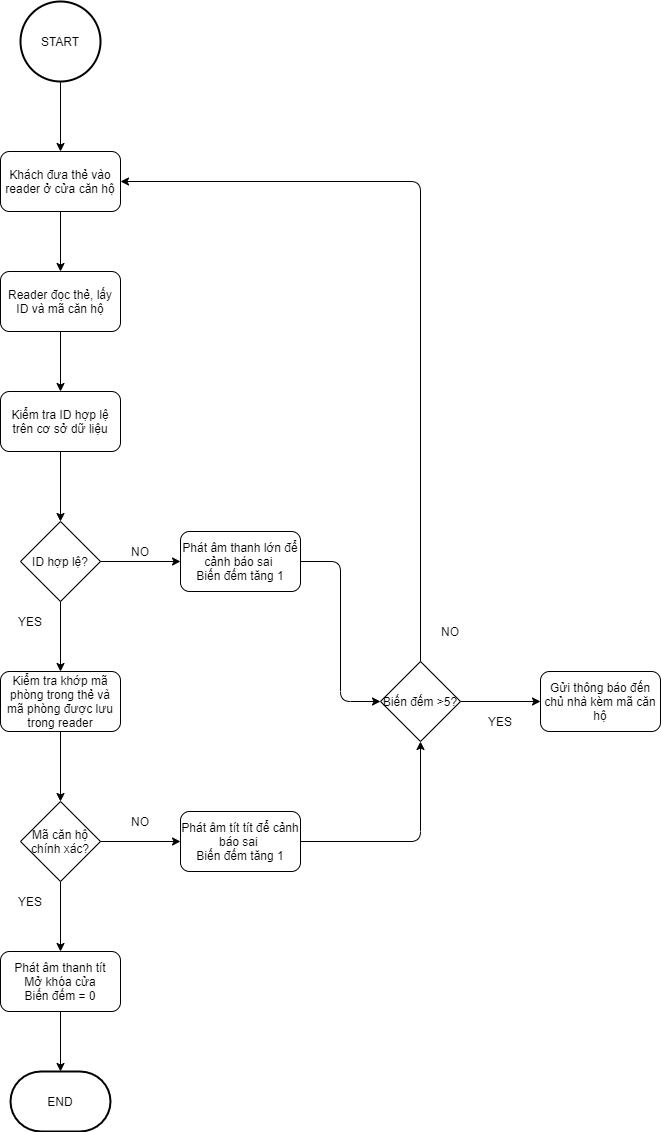 START
Khách đưa thẻ vào
reader ở cửa căn hộ
Reader đọc thẻ, lấy
ID và mã căn hộ
Kiểm tra ID hợp lệ
trên cơ sở dữ liệu
ID hợp lệ?
NO
Phát âm thanh lớn để
cảnh báo sai
Biến đếm tăng 1
YES
NO
Kiểm tra khớp mã
phòng trong thẻ và
mã phòng được lưu
trong reader
Biến đếm >5?
YES
Gửi thông báo đến
chủ nhà kèm mã căn
hộ
Mã căn hộ
chính xác?
NO
Phát âm tít tít để cảnh
báo sai
Biến đếm tăng 1
YES
Phát âm thanh tít
Mở khóa cửa
Biến đếm = 0
END